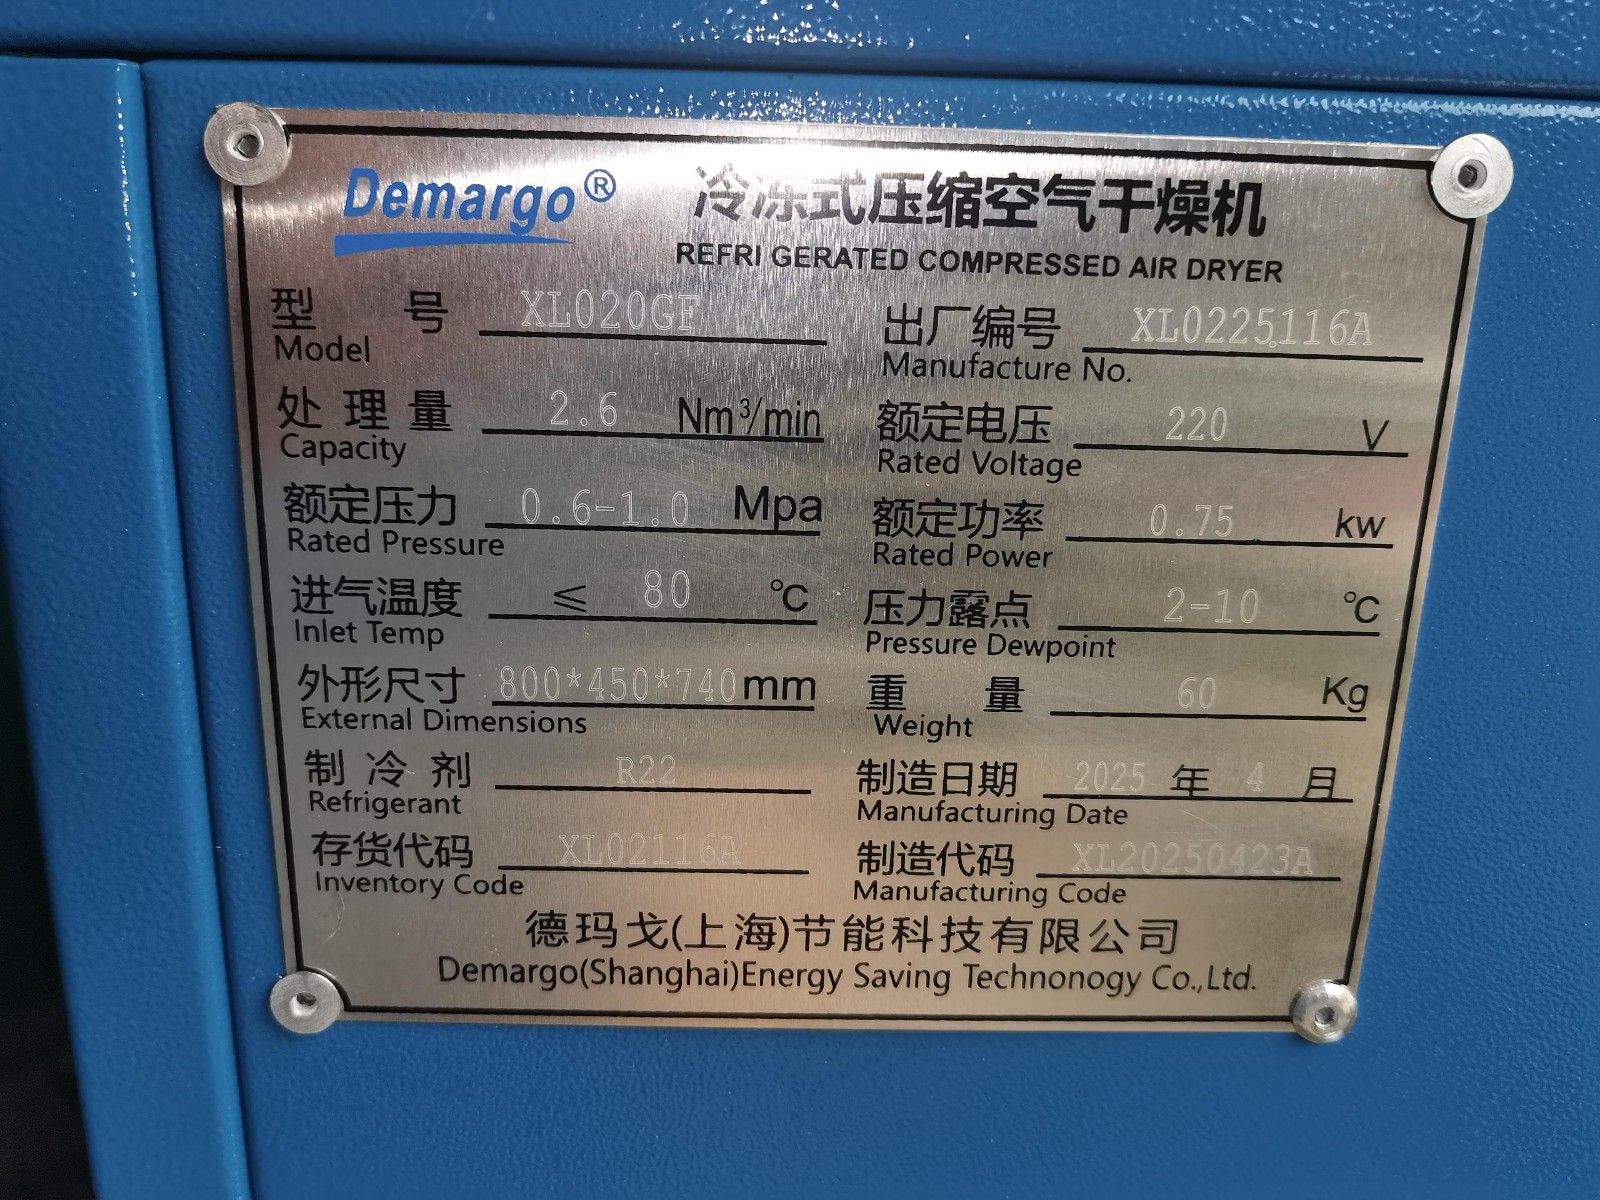 Demargo® 冷冻式压缩空气干燥机
REFRI GERATED COMPRESSED AIR DRYER
型 号 XL020GF 出厂编号 XL0225116A
Model Manufacture No.
处 理 量 2.6 Nm³/min 额定电压 220 V
Capacity Rated Voltage
额定压力 0.6-1.0 Mpa 额定功率 0.75 kw
Rated Pressure Rated Power
进气温度 ≤ 80 ℃ 压力露点 2-10 ℃
Inlet Temp Pressure Dewpoint
外形尺寸 800*450*740mm 重 量 60 Kg
External Dimensions Weight
制 冷 剂 R22 制造日期 2025 年 4 月
Refrigerant Manufacturing Date
存货代码 XL02116A 制造代码 XL20250423A
Inventory Code Manufacturing Code
德玛戈(上海)节能科技有限公司
Demargo(Shanghai)Energy Saving Technonogy Co.,Ltd.